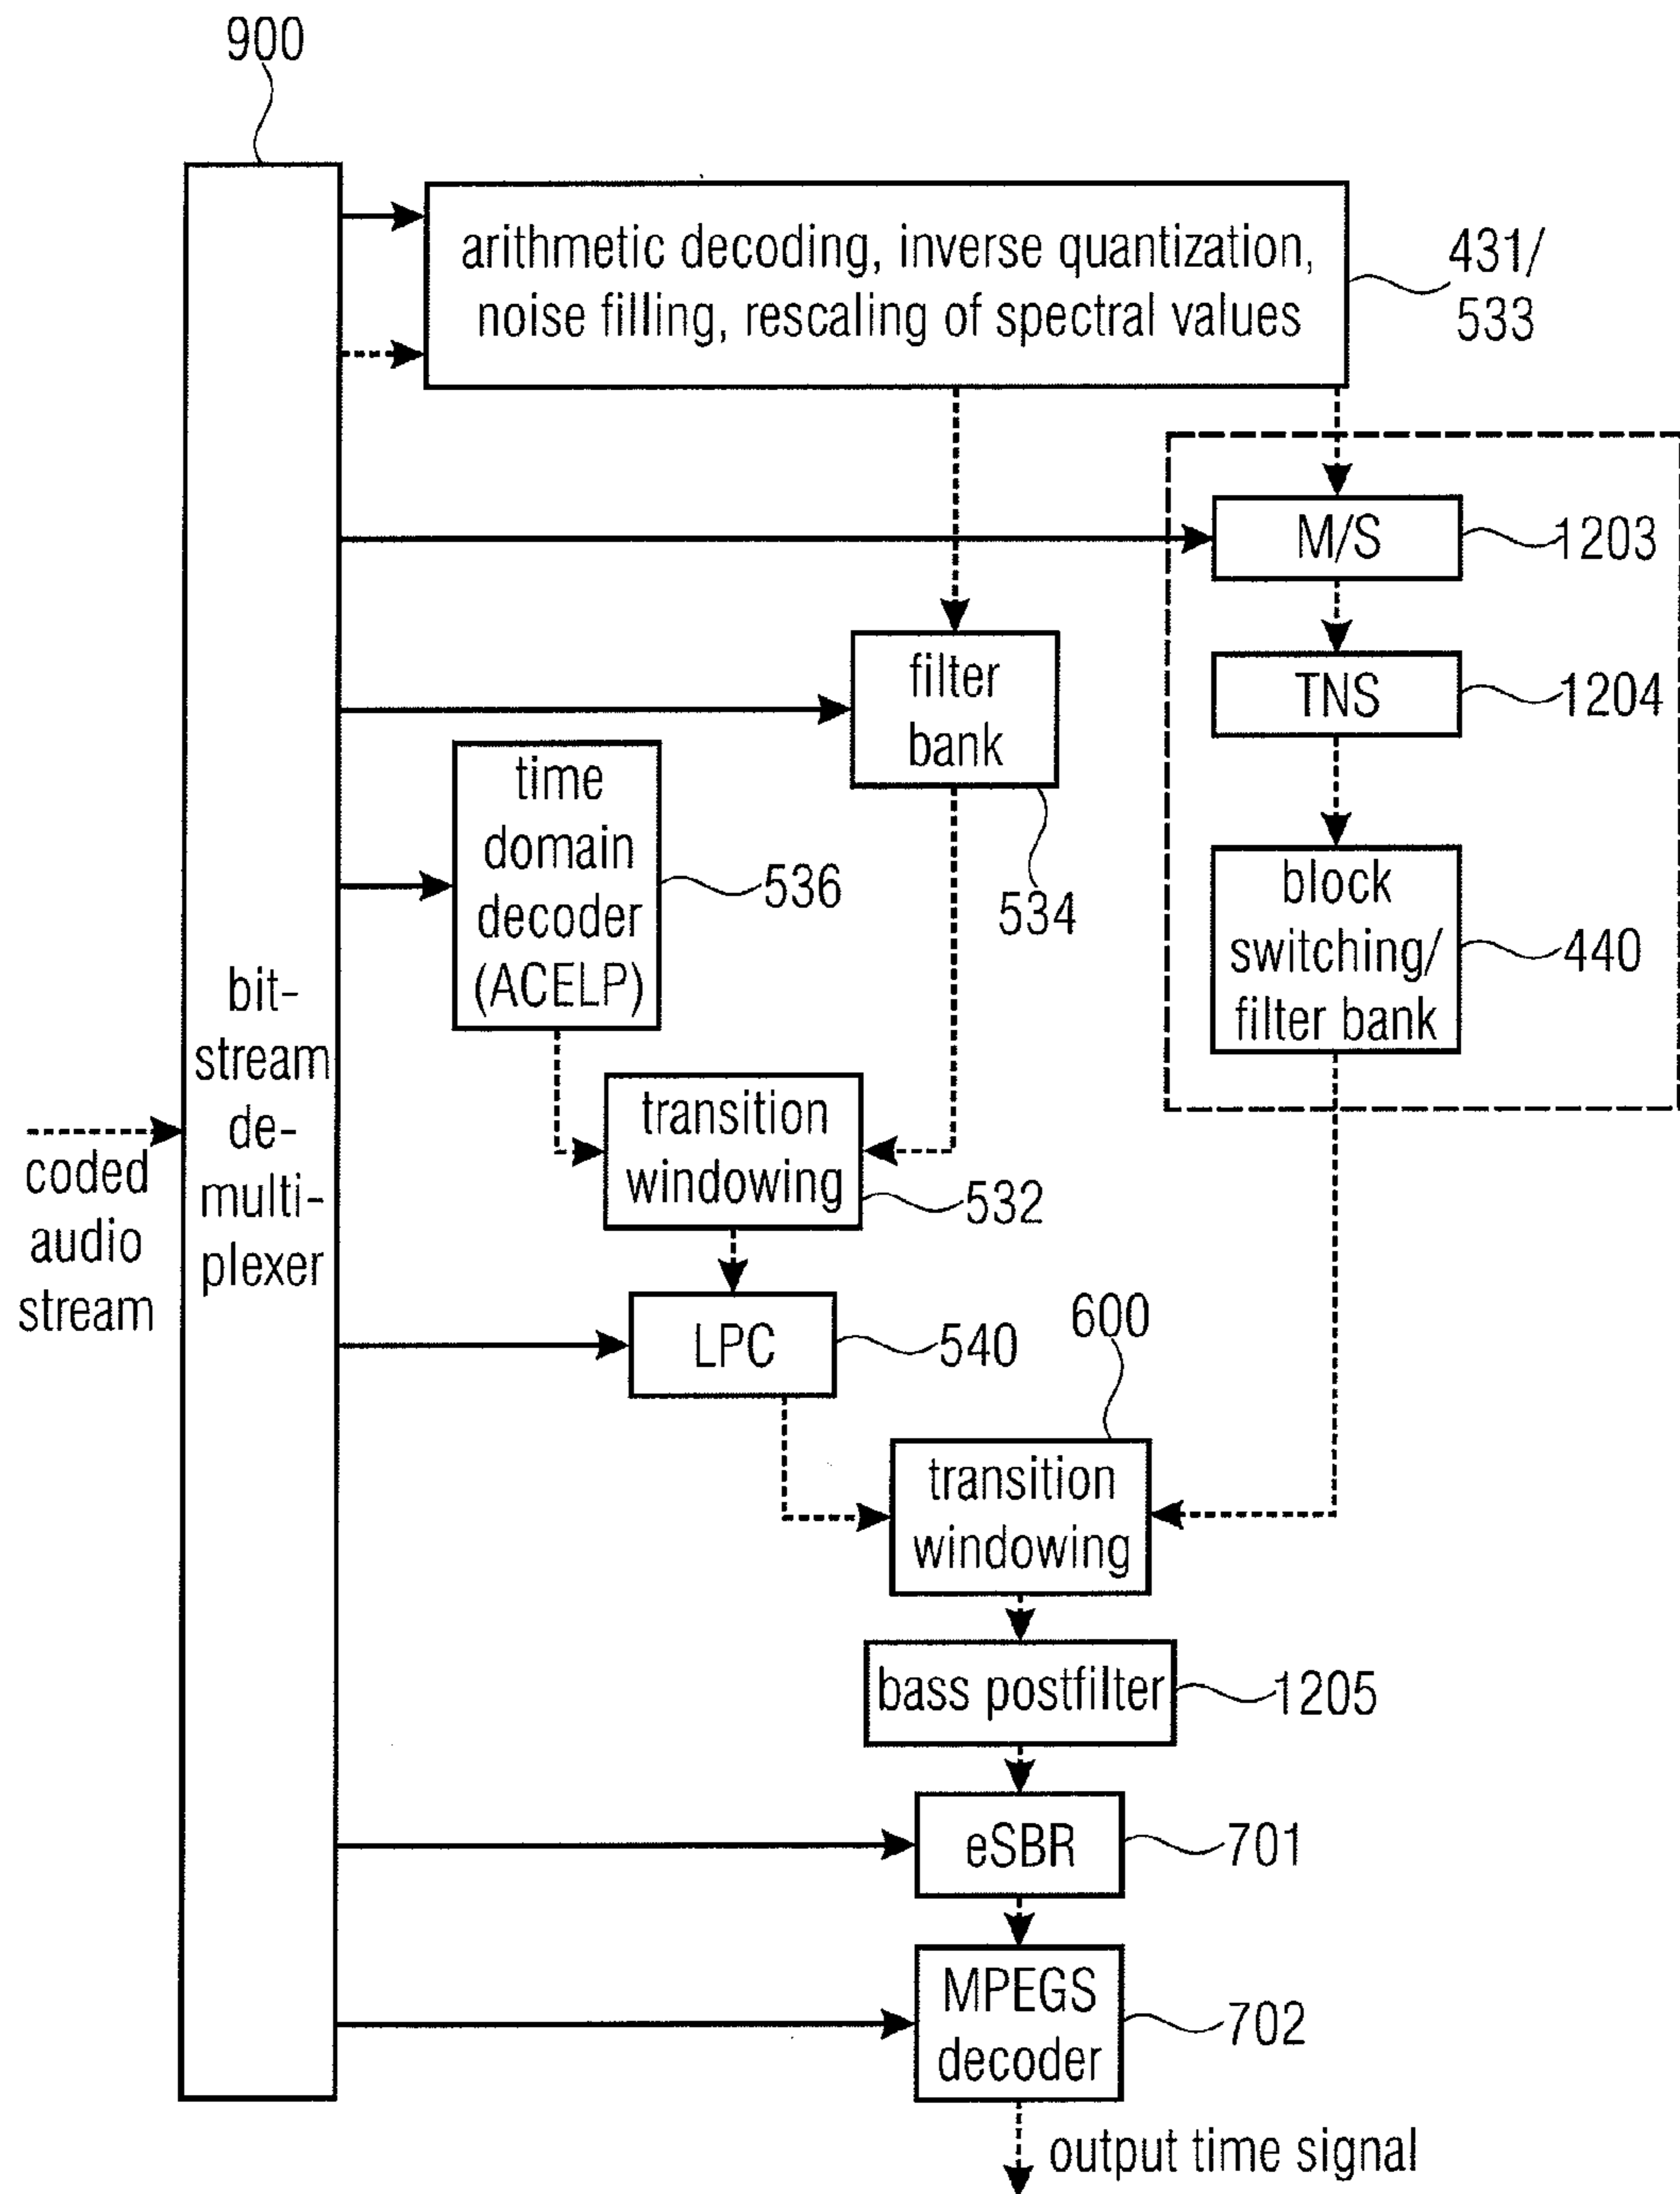 900
arithmetic decoding, inverse quantization,
noise filling, rescaling of spectral values
431/
533
M/S
1203
filter
bank
534
TNS
1204
time
domain
decoder
(ACELP)
536
block
switching/
filter bank
440
bit-
stream
de-
multi-
plexer
coded
audio
stream
transition
windowing
532
LPC
540
600
transition
windowing
bass postfilter
1205
eSBR
701
MPEGS
decoder
702
output time signal